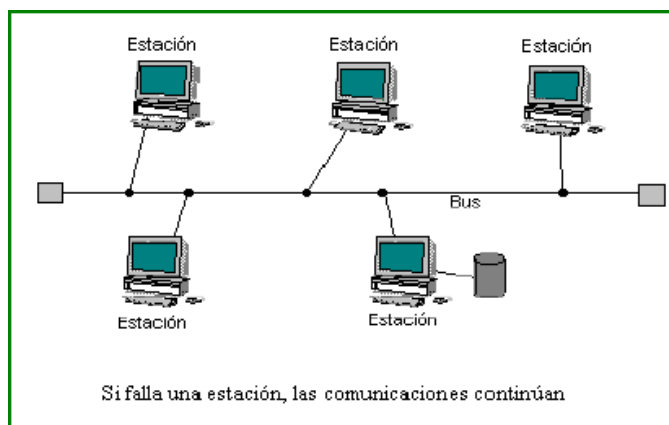 Estación
Estación
Estación
Bus
Estación
Estación
Si falla una estación, las comunicaciones continúan